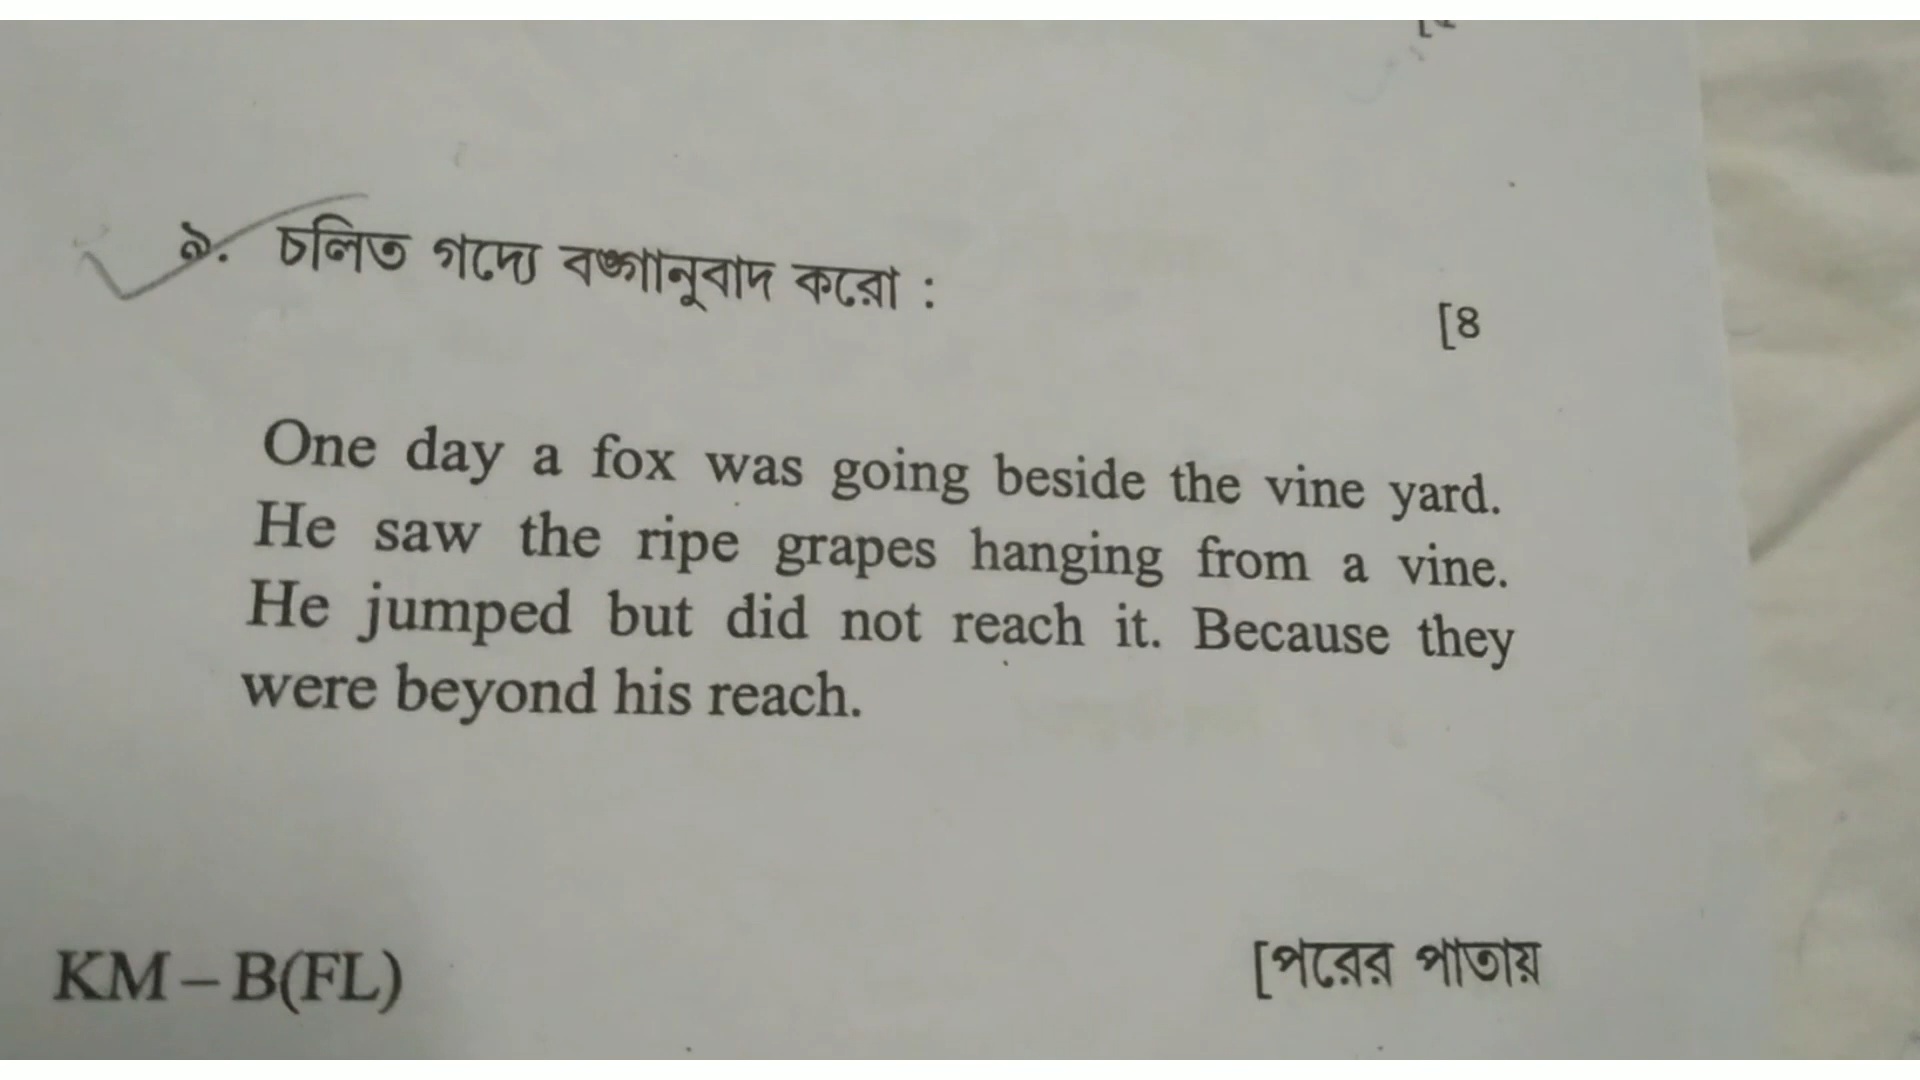 ৯. চলিত গদ্যে বঙ্গানুবাদ করো :
[৪
One day a fox was going beside the vine yard.
He saw the ripe grapes hanging from a vine.
He jumped but did not reach it. Because they
were beyond his reach.
KM – B(FL)
[পরের পাতায়